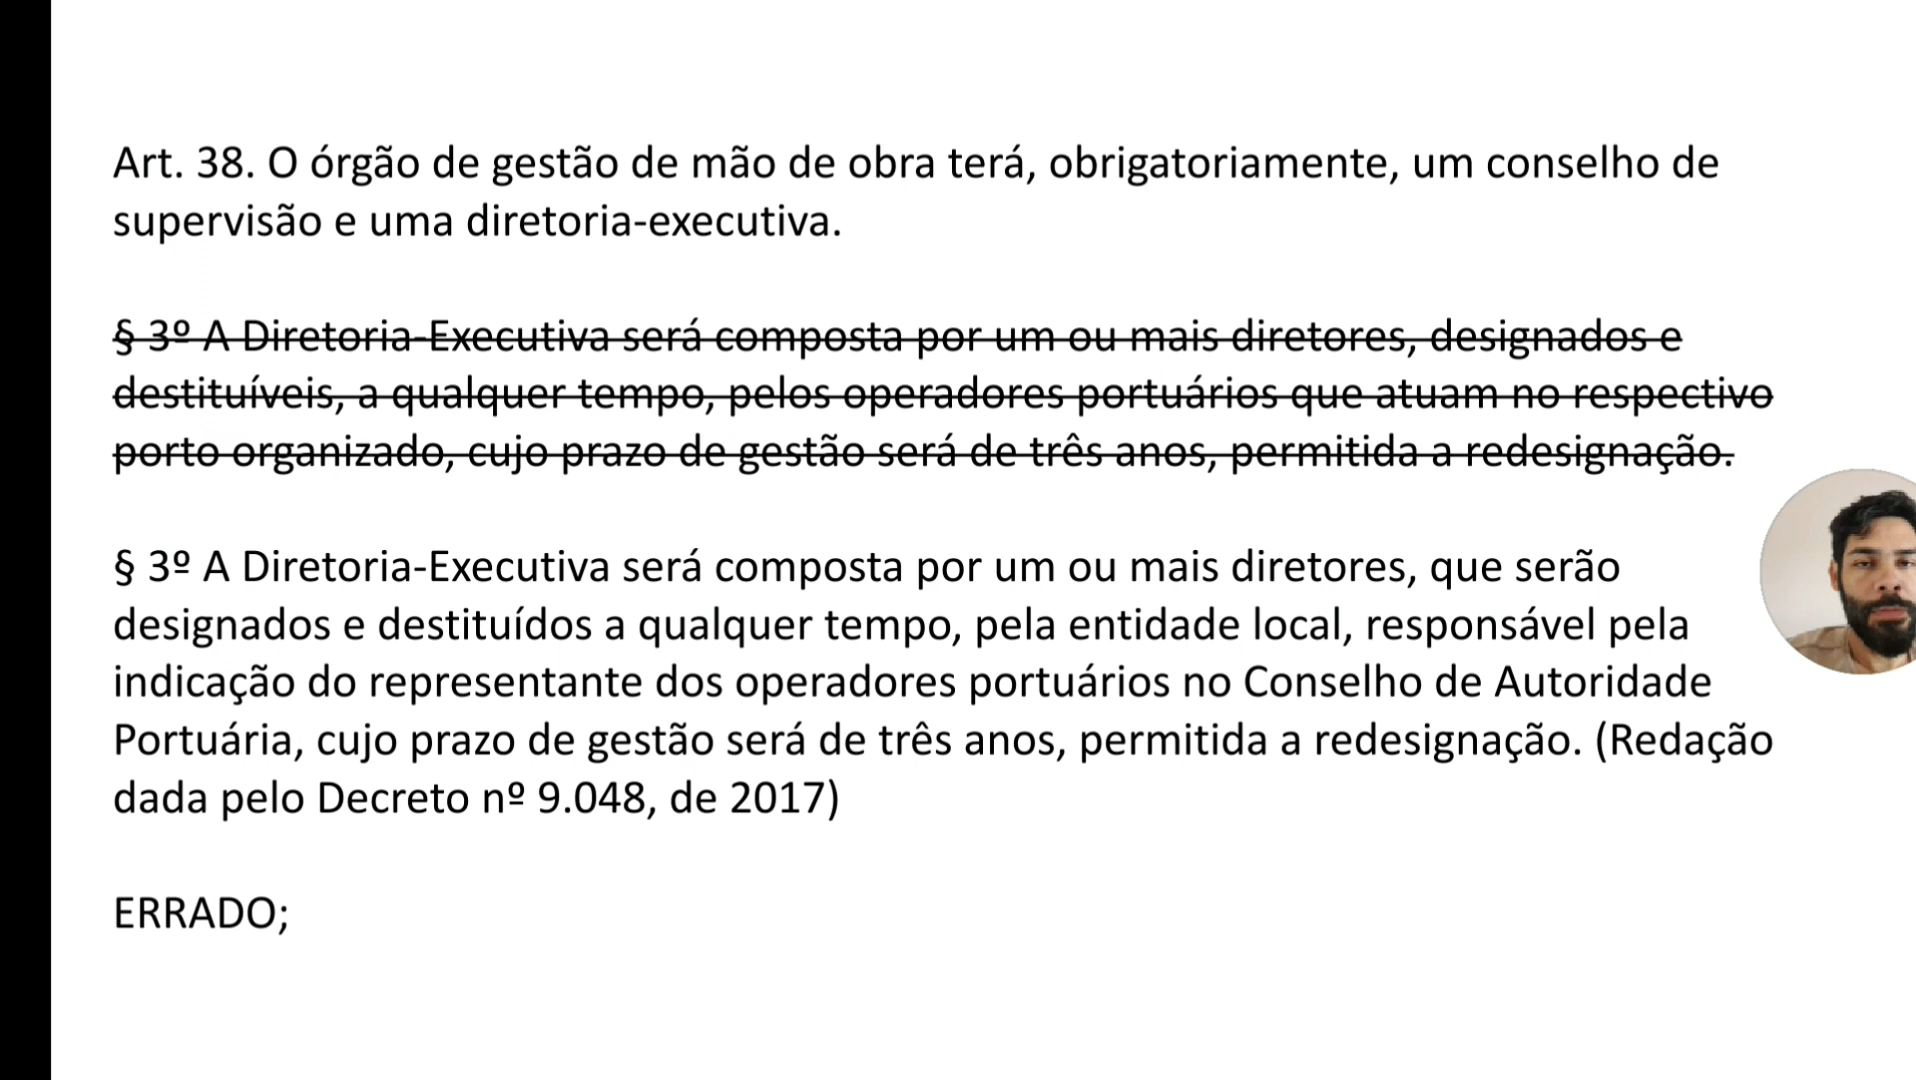 Art. 38. O órgão de gestão de mão de obra terá, obrigatoriamente, um conselho de
supervisão e uma diretoria-executiva.
§ 3º A Diretoria-Executiva será composta por um ou mais diretores, designados e
destituíveis, a qualquer tempo, pelos operadores portuários que atuam no respectivo
porto organizado, cujo prazo de gestão será de três anos, permitida a redesignação.
§ 3º A Diretoria-Executiva será composta por um ou mais diretores, que serão
designados e destituídos a qualquer tempo, pela entidade local, responsável pela
indicação do representante dos operadores portuários no Conselho de Autoridade
Portuária, cujo prazo de gestão será de três anos, permitida a redesignação. (Redação
dada pelo Decreto nº 9.048, de 2017)
ERRADO;